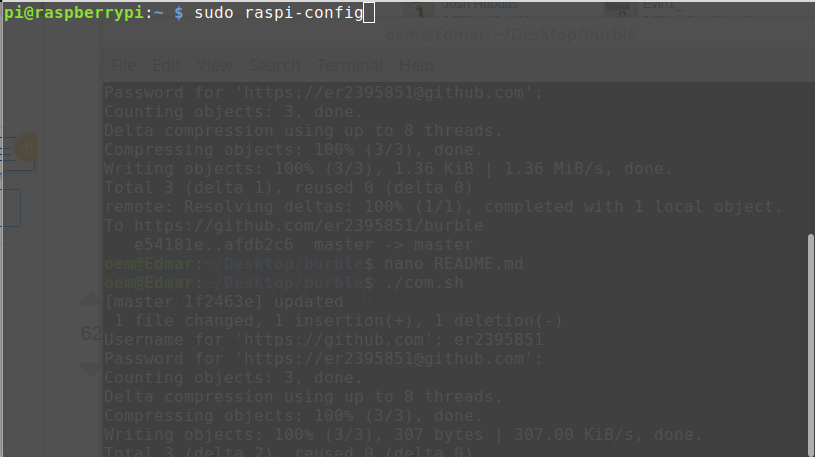 pi@raspberrypi:~ $ sudo raspi-config
Josh Habdas
oem@Edmar: ~/Desktop/burble
File Edit View Search Terminal Help
Password for 'https://er2395851@github.com':
Counting objects: 3, done.
Delta compression using up to 8 threads.
Compressing objects: 100% (3/3), done.
Writing objects: 100% (3/3), 1.36 KiB | 1.36 MiB/s, done.
Total 3 (delta 1), reused 0 (delta 0)
remote: Resolving deltas: 100% (1/1), completed with 1 local object.
To https://github.com/er2395851/burble
e54181e..afdb2c6 master -> master
oem@Edmar:~/Desktop/burble$ nano README.md
oem@Edmar:~/Desktop/burble$ ./com.sh
[master 1f2463e] updated
1 file changed, 1 insertion(+), 1 deletion(-)
62
Username for 'https://github.com': er2395851
Password for 'https://er2395851@github.com':
Counting objects: 3, done.
Delta compression using up to 8 threads.
Compressing objects: 100% (3/3), done.
Writing objects: 100% (3/3), 307 bytes | 307.00 KiB/s, done.
Total 3 (delta 2), reused 0 (delta 0)